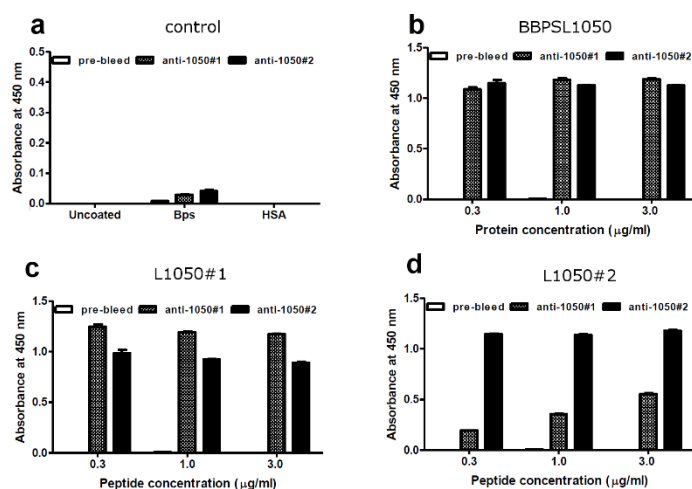 a
control
0.5
pre-bleed anti-1050#1 anti-1050#2
0.4
0.3
0.2
0.1
0.0
Absorbance at 450 nm
Uncoated Bps HSA
b
BBPSL1050
1.5
pre-bleed anti-1050#1 anti-1050#2
1.0
0.5
0.0
Absorbance at 450 nm
0.3 1.0 3.0
Protein concentration (μg/ml)
c
L1050#1
1.5
pre-bleed anti-1050#1 anti-1050#2
1.0
0.5
0.0
Absorbance at 450 nm
0.3 1.0 3.0
Peptide concentration (μg/ml)
d
L1050#2
1.5
pre-bleed anti-1050#1 anti-1050#2
1.0
0.5
0.0
Absorbance at 450 nm
0.3 1.0 3.0
Peptide concentration (μg/ml)